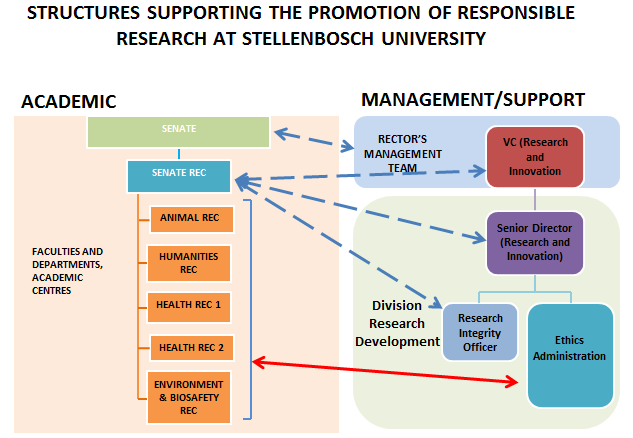 STRUCTURES SUPPORTING THE PROMOTION OF RESPONSIBLE
RESEARCH AT STELLENBOSCH UNIVERSITY
ACADEMIC
SENATE
SENATE REC
ANIMAL REC
HUMANITIES
REC
FACULTIES AND
DEPARTMENTS,
ACADEMIC
CENTRES
HEALTH REC 1
HEALTH REC 2
ENVIRONMENT
& BIOSAFETY
REC
MANAGEMENT/SUPPORT
RECTOR'S
MANAGEMENT
TEAM
VC (Research
and
Innovation
Senior Director
(Research and
Innovation)
Division
Research
Development
Research
Integrity
Officer
Ethics
Administration